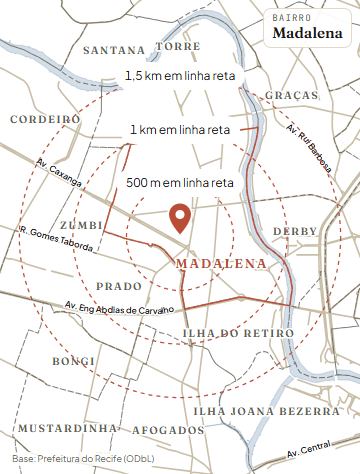 BAIRRO
Madalena
SANTANA
TORRE
1,5 km em linha reta
GRAÇAS
CORDEIRO
1 km em linha reta
Av. Rui Barbosa
Av. Caxangá
500 m em linha reta
ZUMBI
R. Gomes Taborda
DERBY
MADALENA
PRADO
Av. Eng Abdias de Carvalho
ILHA DO RETIRO
BONGI
ILHA JOANA BEZERRA
MUSTARDINHA
AFOGADOS
Av. Central
Base: Prefeitura do Recife (ODbL)